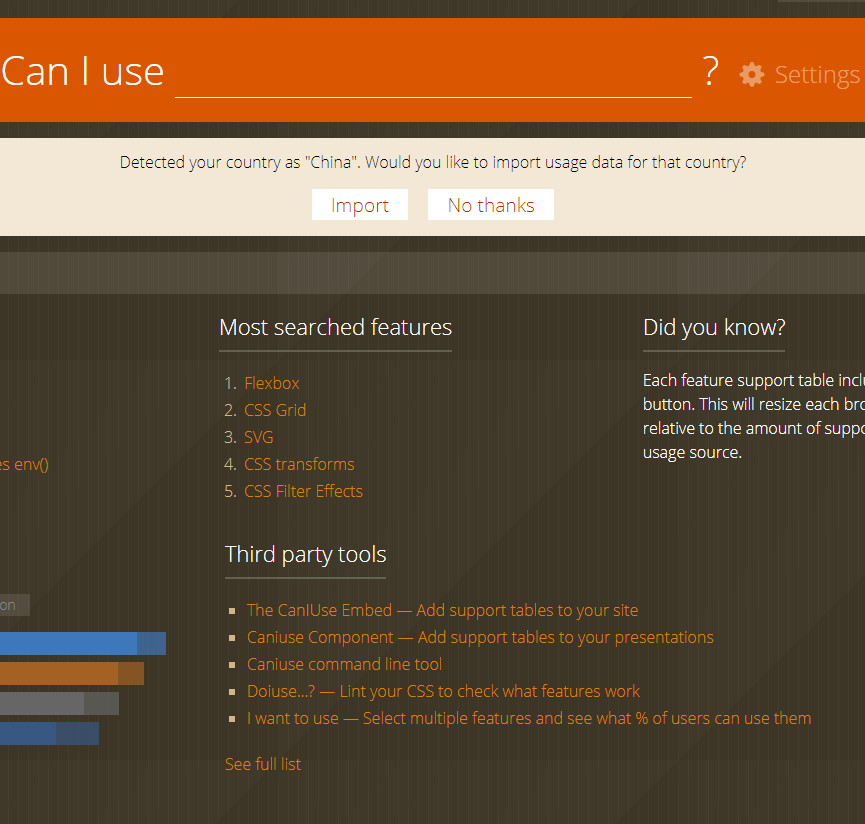 Can I use ? Settings
Detected your country as "China". Would you like to import usage data for that country?
Import No thanks
Most searched features
1. Flexbox
2. CSS Grid
3. SVG
4. CSS transforms
5. CSS Filter Effects
env()
Third party tools
on
The CanIUse Embed — Add support tables to your site
Caniuse Component — Add support tables to your presentations
Caniuse command line tool
Doiuse...? — Lint your CSS to check what features work
I want to use — Select multiple features and see what % of users can use them
See full list
Did you know?
Each feature support table
button. This will resize each
relative to the amount of
usage source.